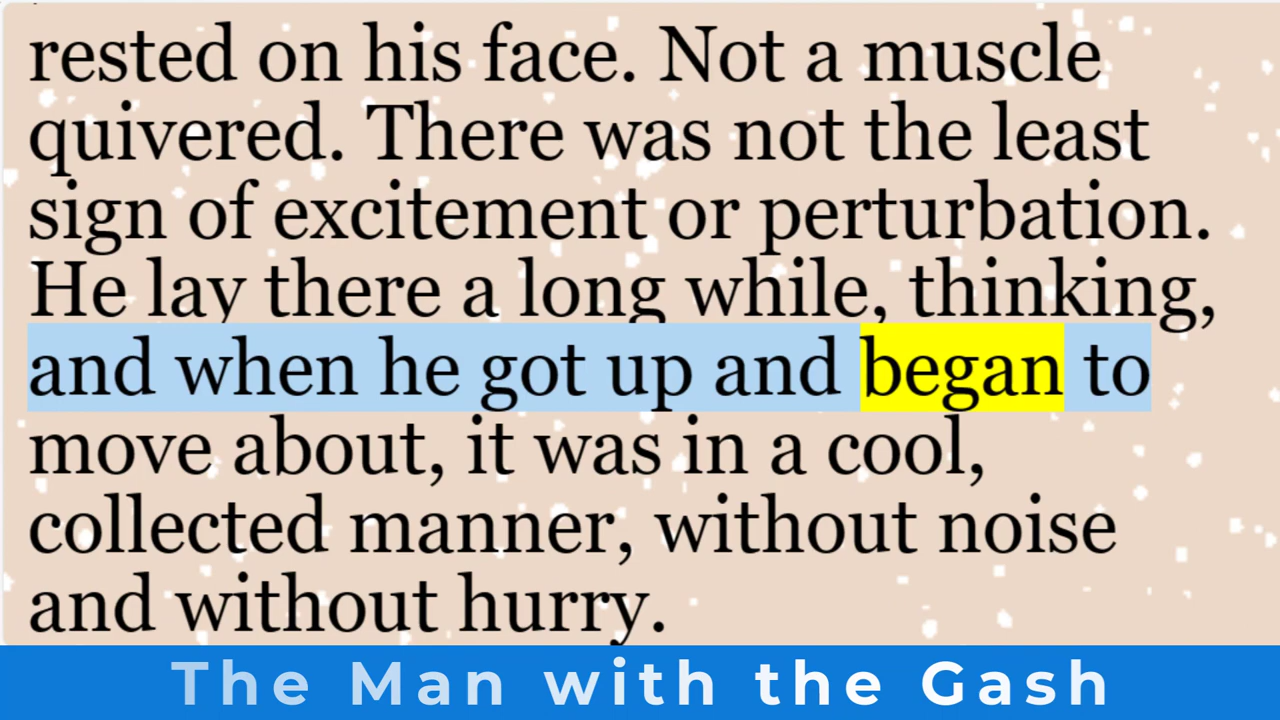 rested on his face. Not a muscle
quivered. There was not the least
sign of excitement or perturbation.
He lay there a long while, thinking,
and when he got up and began to
move about, it was in a cool,
collected manner, without noise
and without hurry.
The Man with the Gash